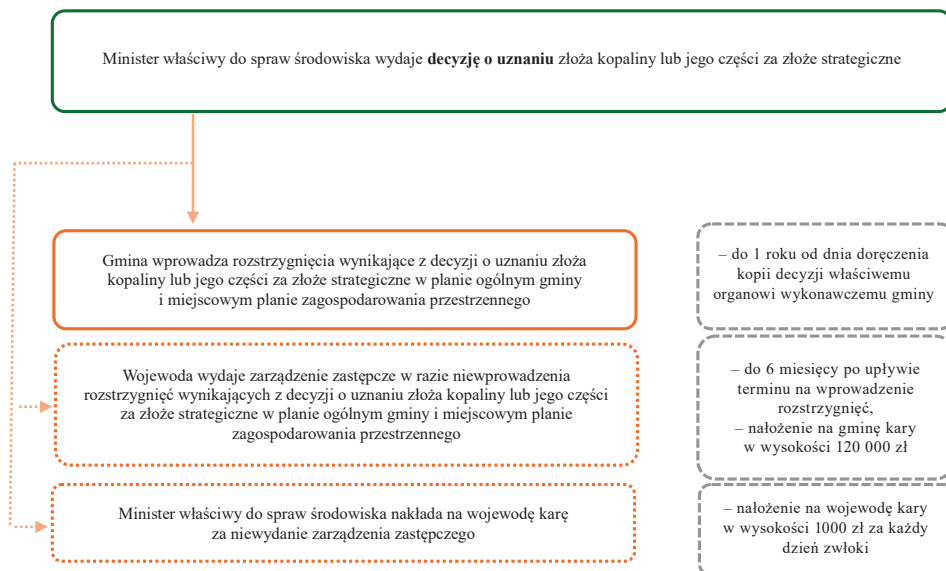 Minister właściwy do spraw środowiska wydaje decyzję o uznaniu złoża kopaliny lub jego części za złoże strategiczne
Gmina wprowadza rozstrzygnięcia wynikające z decyzji o uznaniu złoża
kopaliny lub jego części za złoże strategiczne w planie ogólnym gminy
i miejscowym planie zagospodarowania przestrzennego
– do 1 roku od dnia doręczenia
kopii decyzji właściwemu
organowi wykonawczemu gminy
Wojewoda wydaje zarządzenie zastępcze w razie niewprowadzenia
rozstrzygnięć wynikających z decyzji o uznaniu złoża kopaliny lub jego części
za złoże strategiczne w planie ogólnym gminy i miejscowym planie
zagospodarowania przestrzennego
– do 6 miesięcy po upływie
terminu na wprowadzenie
rozstrzygnięć,
– nałożenie na gminę kary
w wysokości 120 000 zł
Minister właściwy do spraw środowiska nakłada na wojewodę karę
za niewydanie zarządzenia zastępczego
– nałożenie na wojewodę kary
w wysokości 1000 zł za każdy
dzień zwłoki